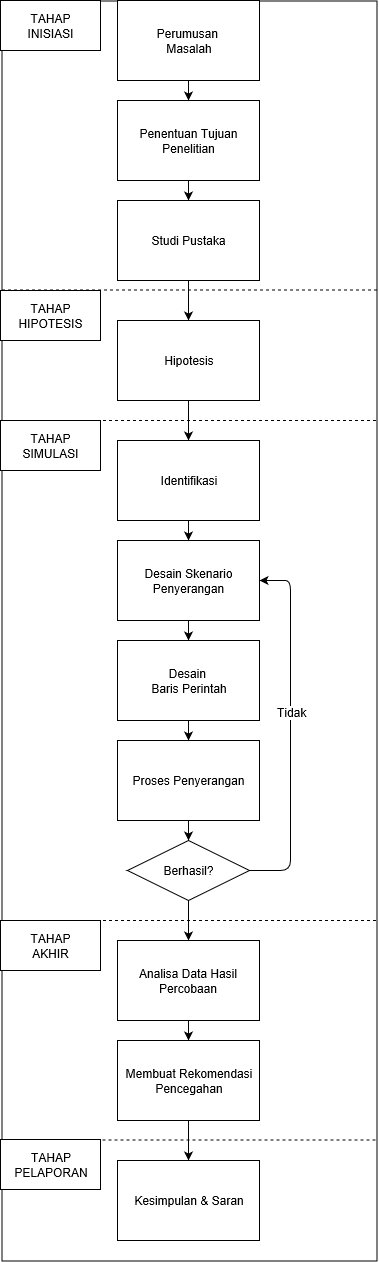 TAHAP
INISIASI
Perumusan
Masalah
Penentuan Tujuan
Penelitian
Studi Pustaka
TAHAP
HIPOTESIS
Hipotesis
TAHAP
SIMULASI
Identifikasi
Desain Skenario
Penyerangan
Desain
Baris Perintah
Tidak
Proses Penyerangan
Berhasil?
TAHAP
AKHIR
Analisa Data Hasil
Percobaan
Membuat Rekomendasi
Pencegahan
TAHAP
PELAPORAN
Kesimpulan & Saran